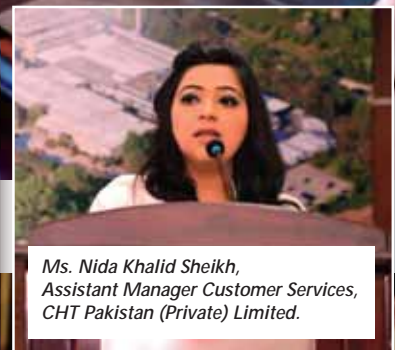 Ms. Nida Khalid Sheikh,
Assistant Manager Customer Services,
CHT Pakistan (Private) Limited.